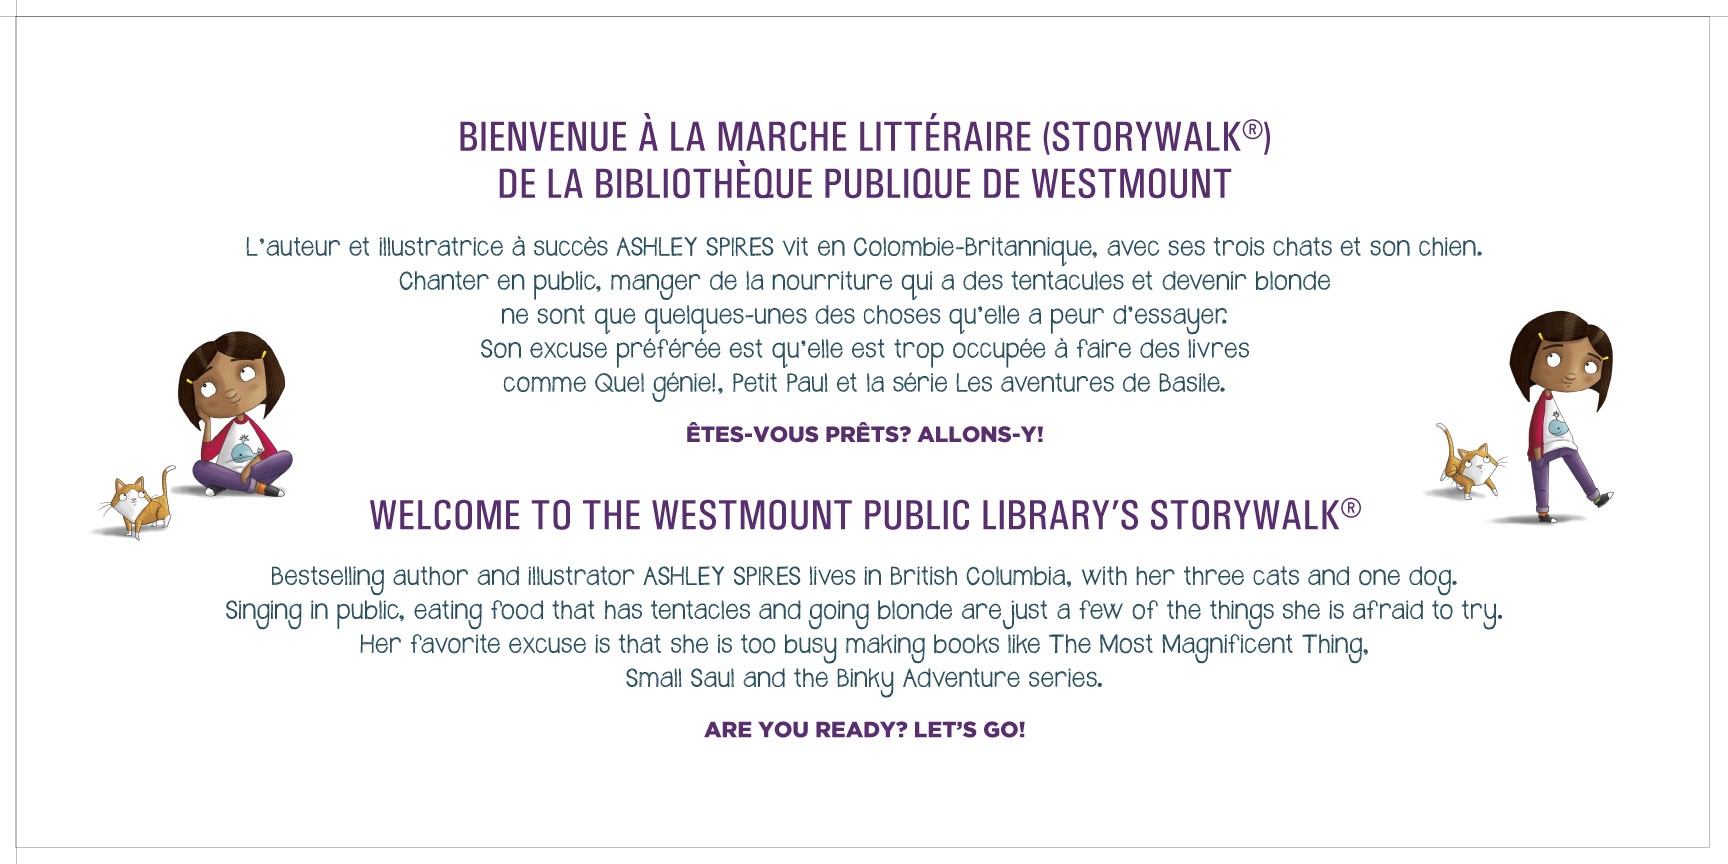 BIENVENUE À LA MARCHE LITTÉRAIRE (STORYWALK®)
DE LA BIBLIOTHÈQUE PUBLIQUE DE WESTMOUNT
L'auteur et illustratrice à succès ASHLEY SPIRES vit en Colombie-Britannique, avec ses trois chats et son chien.
Chanter en public, manger de la nourriture qui a des tentacules et devenir blonde
ne sont que quelques-unes des choses qu'elle a peur d'essayer.
Son excuse préférée est qu'elle est trop occupée à faire des livres
comme Quel génie!, Petit Paul et la série Les aventures de Basile.
ÊTES-VOUS PRÊTS? ALLONS-Y!
WELCOME TO THE WESTMOUNT PUBLIC LIBRARY'S STORYWALK®
Bestselling author and illustrator ASHLEY SPIRES lives in British Columbia, with her three cats and one dog.
Singing in public, eating food that has tentacles and going blonde are just a few of the things she is afraid to try.
Her favorite excuse is that she is too busy making books like The Most Magnificent Thing,
Small Saul and the Binky Adventure series.
ARE YOU READY? LET'S GO!